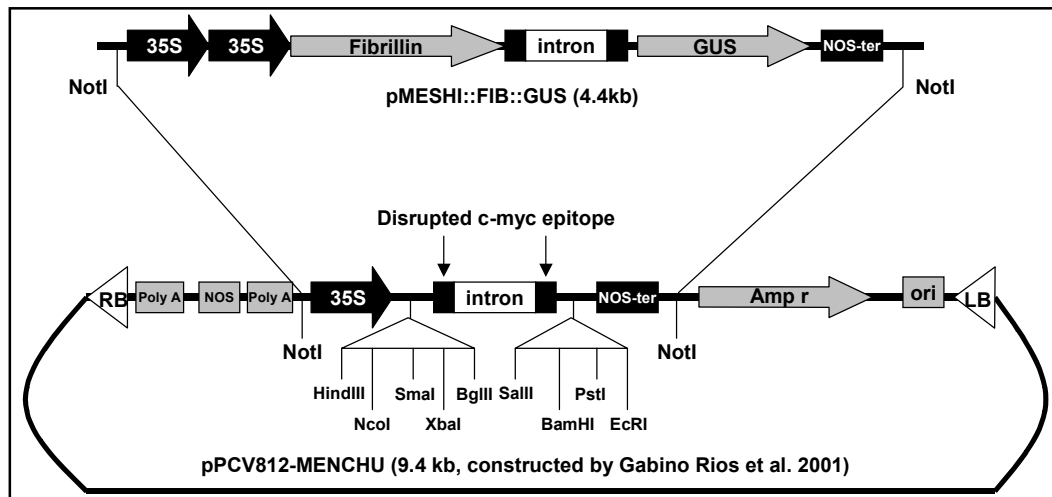 35S 35S Fibrillin intron GUS NOS-ter
NotI NotI
pMESHI::FIB::GUS (4.4kb)
Disrupted c-myc epitope
RB Poly A NOS Poly A 35S intron NOS-ter Amp r ori LB
NotI NotI
HindIII SmaI BglII SalII PstI
NcoI XbaI BamHI EcRI
pPCV812-MENCHU (9.4 kb, constructed by Gabino Rios et al. 2001)